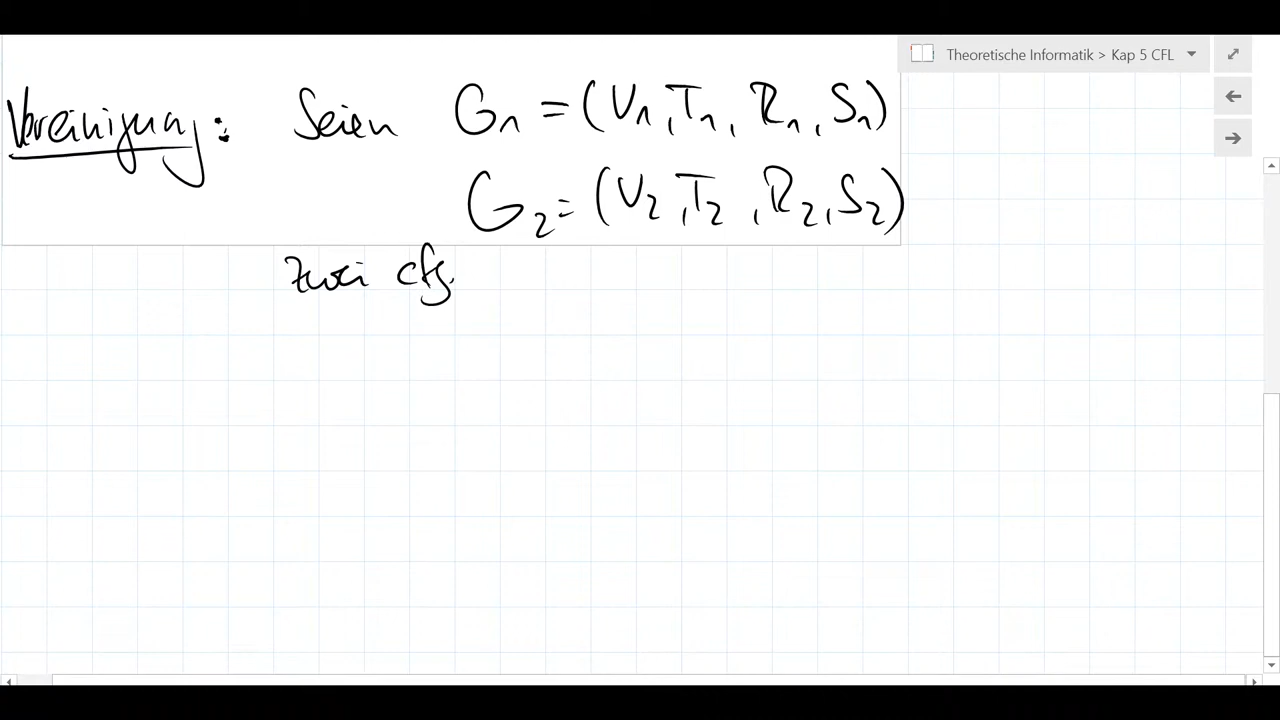 Theoretische Informatik > Kap 5 CFL
Vereinigung: Seien G₁ = (V₁, T₁, R₁, S₁)
G₂ = (V₂, T₂, R₂, S₂)
zwei cfg.